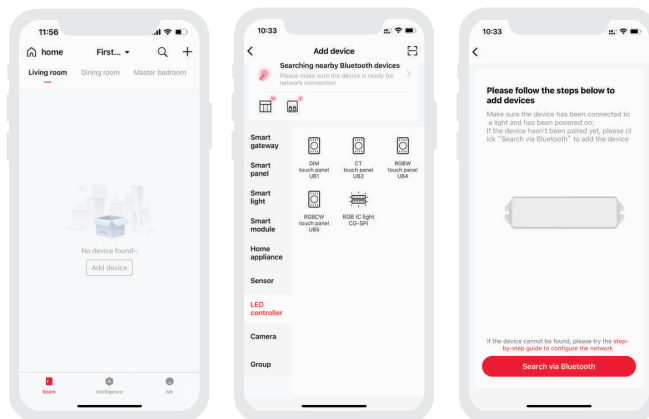 11:56
home
First...
Living room
Dining room
Master bedroom
No device found~
Add device
Room
Intelligence
Me
10:33
Add device
Searching nearby Bluetooth devices
Please make sure the device is ready for
network connection
11
2
Smart
gateway
Smart
panel
Smart
light
Smart
module
Home
appliance
Sensor
LED
controller
Camera
Group
DIM
touch panel
UB1
CT
touch panel
UB2
RGBW
touch panel
UB4
RGBCW
touch panel
UB5
RGB IC light
CG-SPI
10:33
Please follow the steps below to
add devices
Make sure the device has been connected to
a light and has been powered on;
If the device hasn't been paired yet, please cl
ick "Search via Bluetooth" to add the device
If the device cannot be found, please try the step-
by-step guide to configure the network
Search via Bluetooth